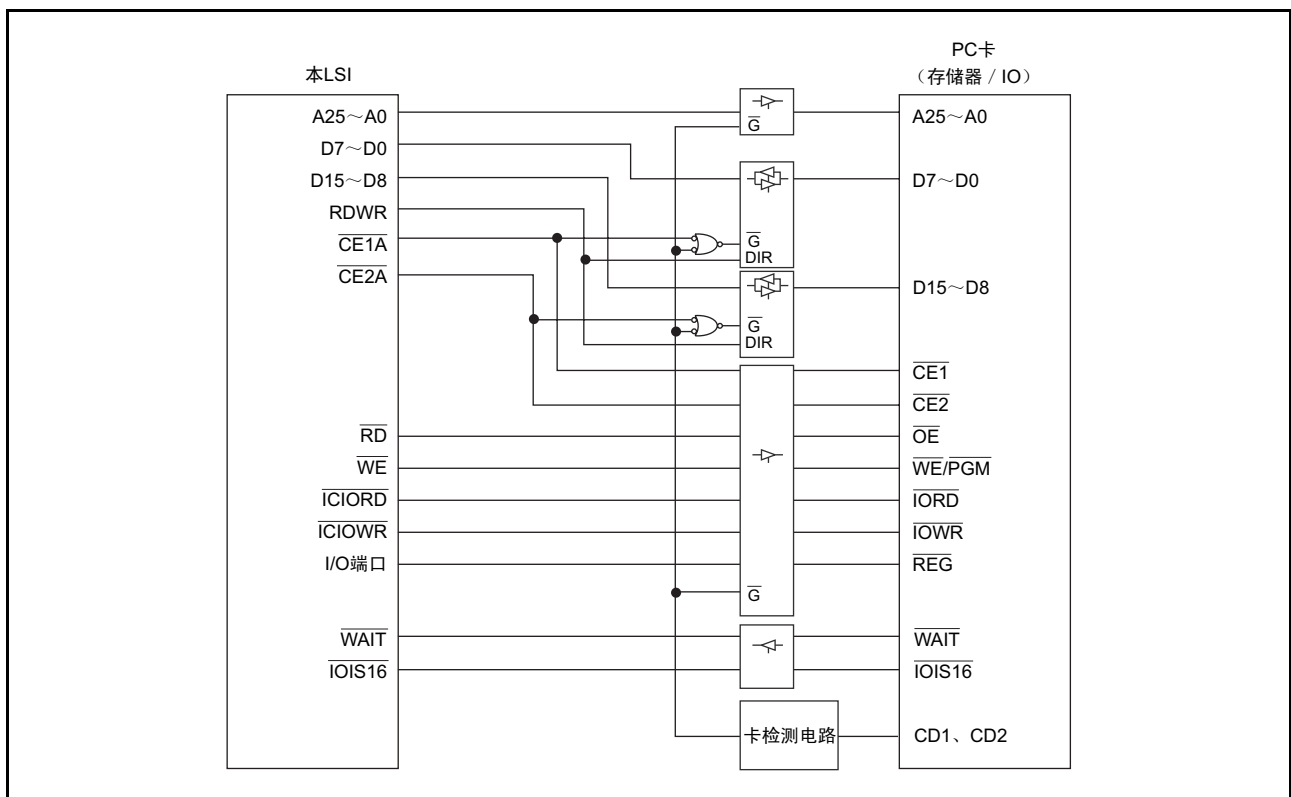 本LSI
A25～A0
D7～D0
D15～D8
RDWR
CE1A
CE2A
RD
WE
ICIORD
ICIOWR
I/O端口
WAIT
IOIS16
G
G
DIR
G
DIR
G
卡检测电路
PC卡
（存储器 / IO）
A25～A0
D7～D0
D15～D8
CE1
CE2
OE
WE/PGM
IORD
IOWR
REG
WAIT
IOIS16
CD1、CD2